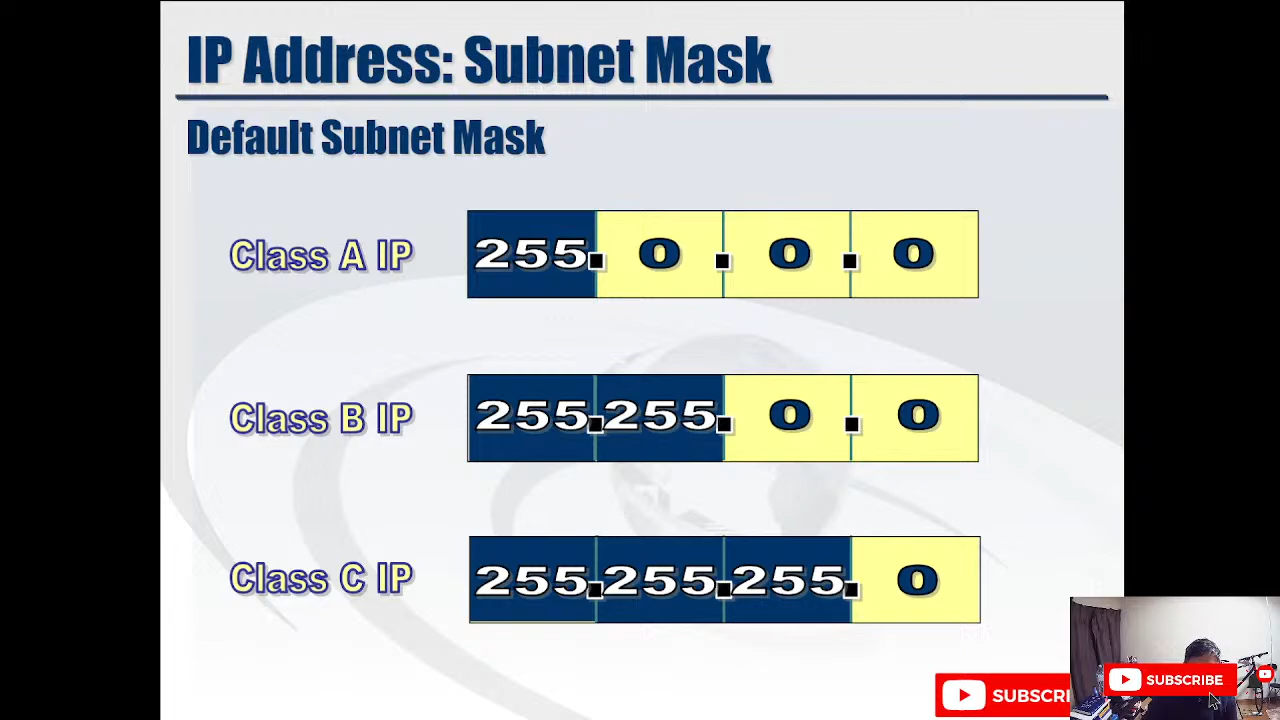 IP Address: Subnet Mask
Default Subnet Mask
Class A IP 255.0.0.0
Class B IP 255.255.0.0
Class C IP 255.255.255.0
SUBSCRI
SUBSCRIBE